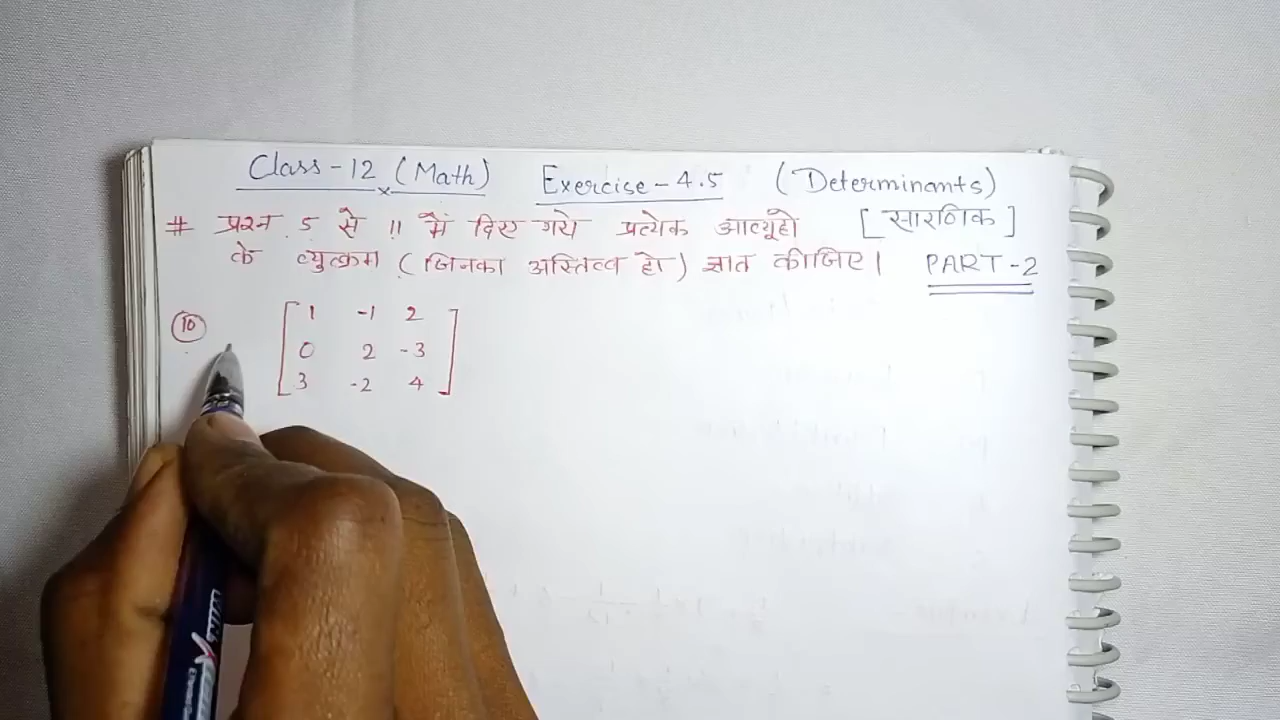 Class-12 (Math) Exercise-4.5 (Determinants)
# प्रश्न 5 से 11 में दिए गये प्रत्येक आव्यूहो [सारणिक]
के व्युत्क्रम (जिनका अस्तित्व हो) ज्ञात कीजिए। PART-2
10 1 -1 2
0 2 -3
3 -2 4